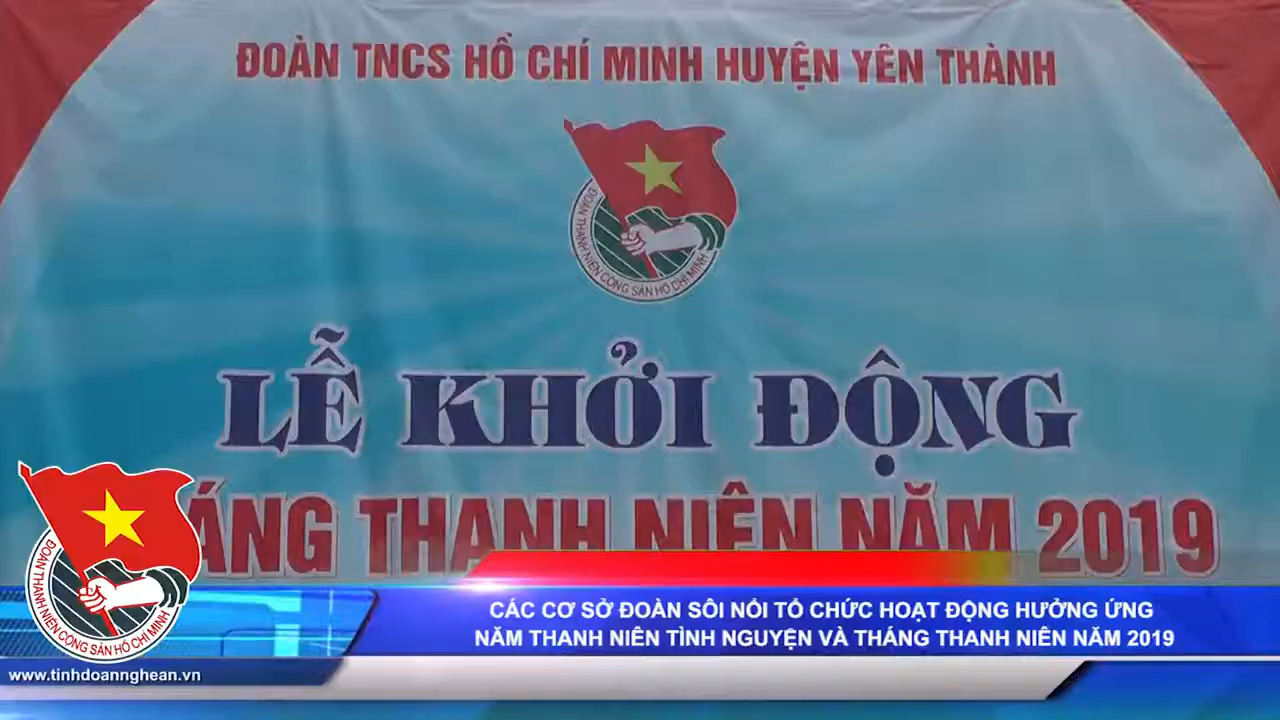 ĐOÀN TNCS HỒ CHÍ MINH HUYỆN YÊN THÀNH
ĐOÀN THANH NIÊN CỘNG SẢN HỒ CHÍ MINH
LỄ KHỞI ĐỘNG
ÁNG THANH NIÊN NĂM 2019
ĐOÀN THANH NIÊN CỘNG SẢN HỒ CHÍ MINH
CÁC CƠ SỞ ĐOÀN SÔI NỔI TỔ CHỨC HOẠT ĐỘNG HƯỞNG ỨNG
NĂM THANH NIÊN TÌNH NGUYỆN VÀ THÁNG THANH NIÊN NĂM 2019
www.tinhdoannghean.vn